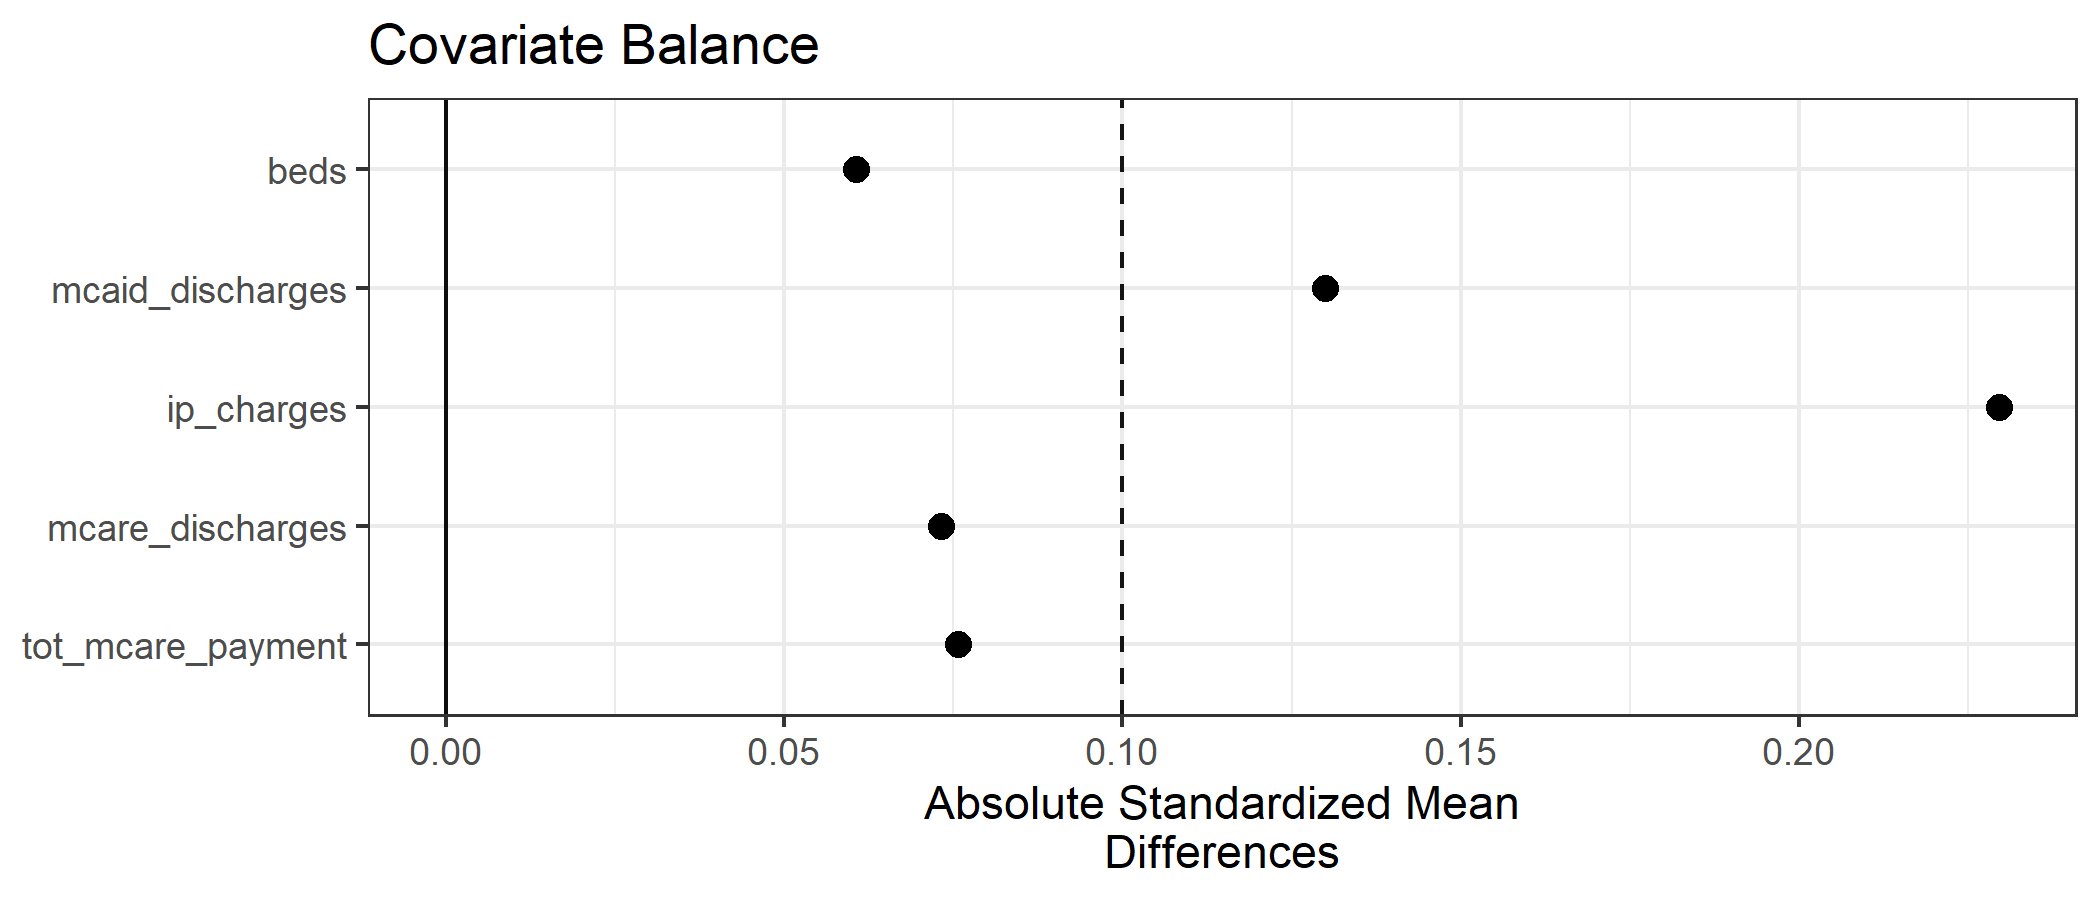 Covariate Balance
beds
mcaid_discharges
ip_charges
mcare_discharges
tot_mcare_payment
0.00 0.05 0.10 0.15 0.20
Absolute Standardized Mean
Differences